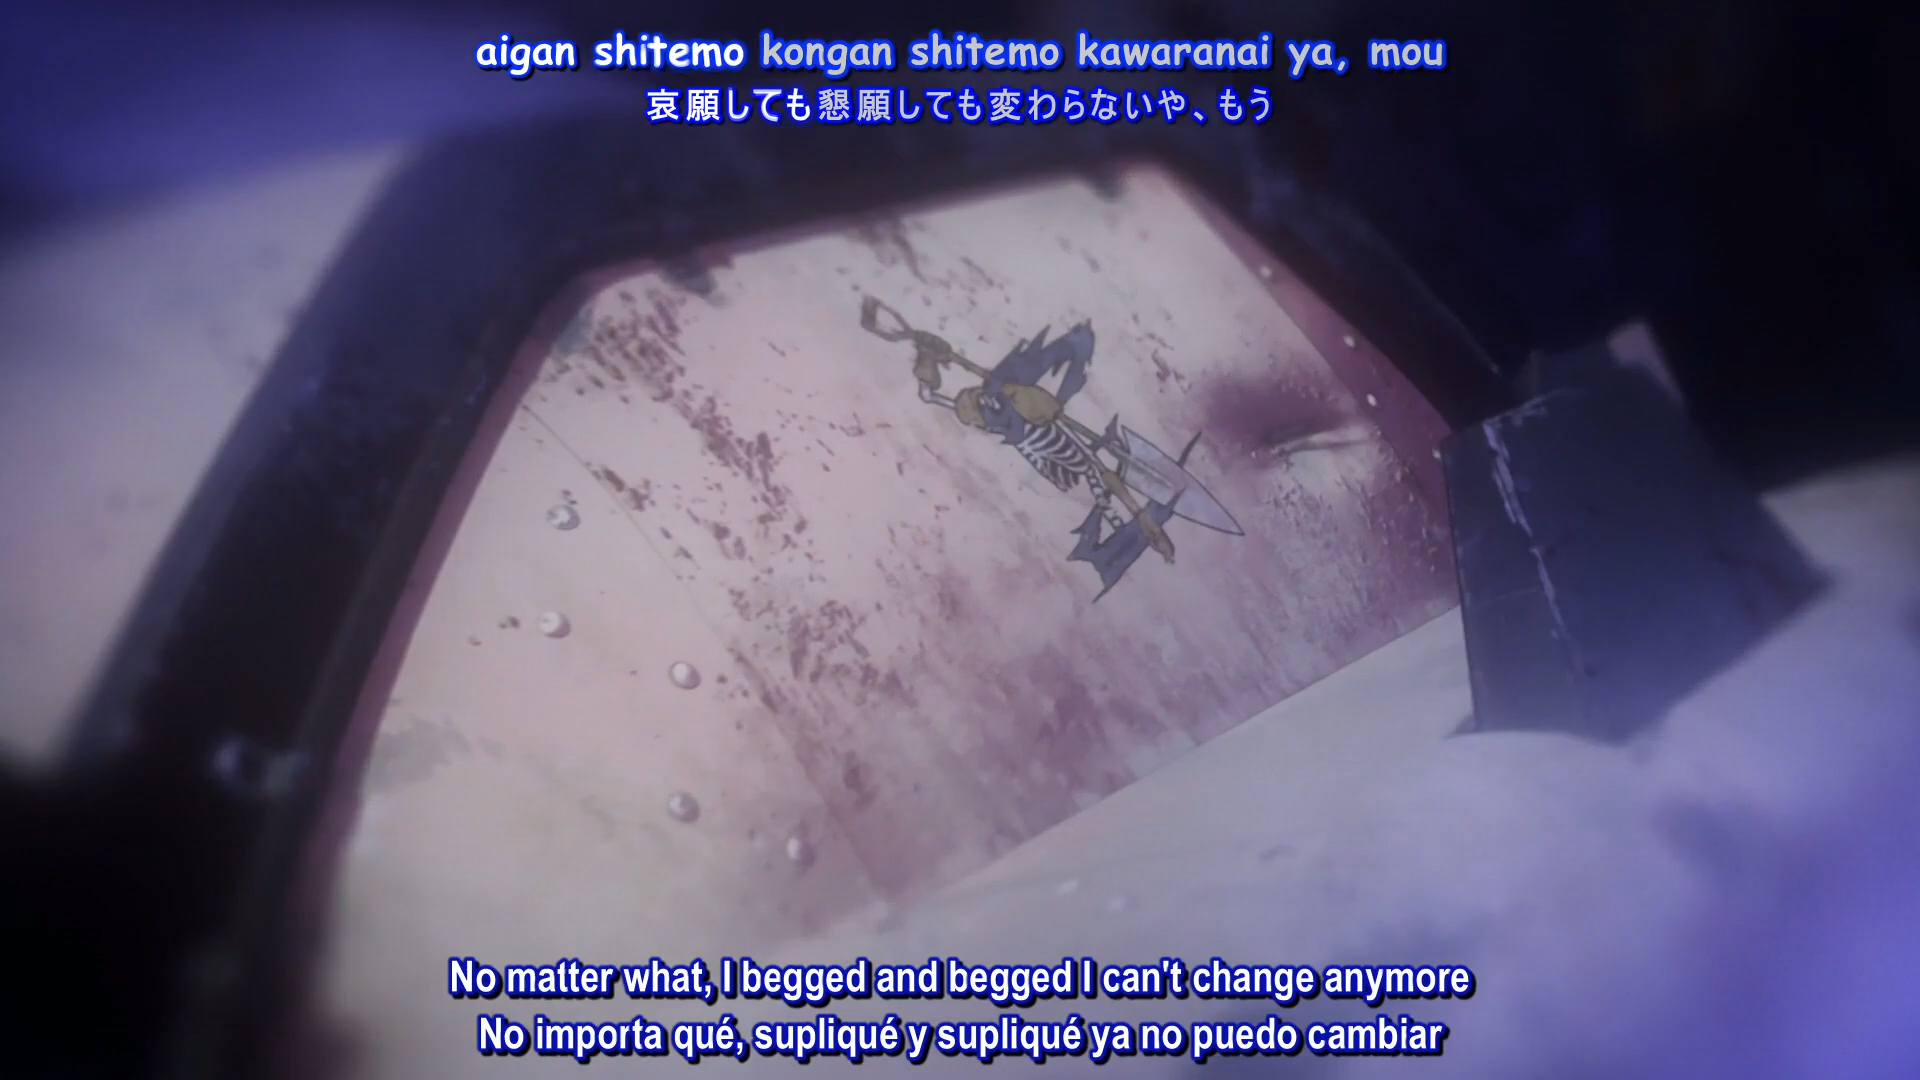 aigan shitemo kongan shitemo kawaranai ya, mou
哀願しても懇願しても変わらないや、もう
No matter what, I begged and begged I can't change anymore
No importa qué, supliqué y supliqué ya no puedo cambiar